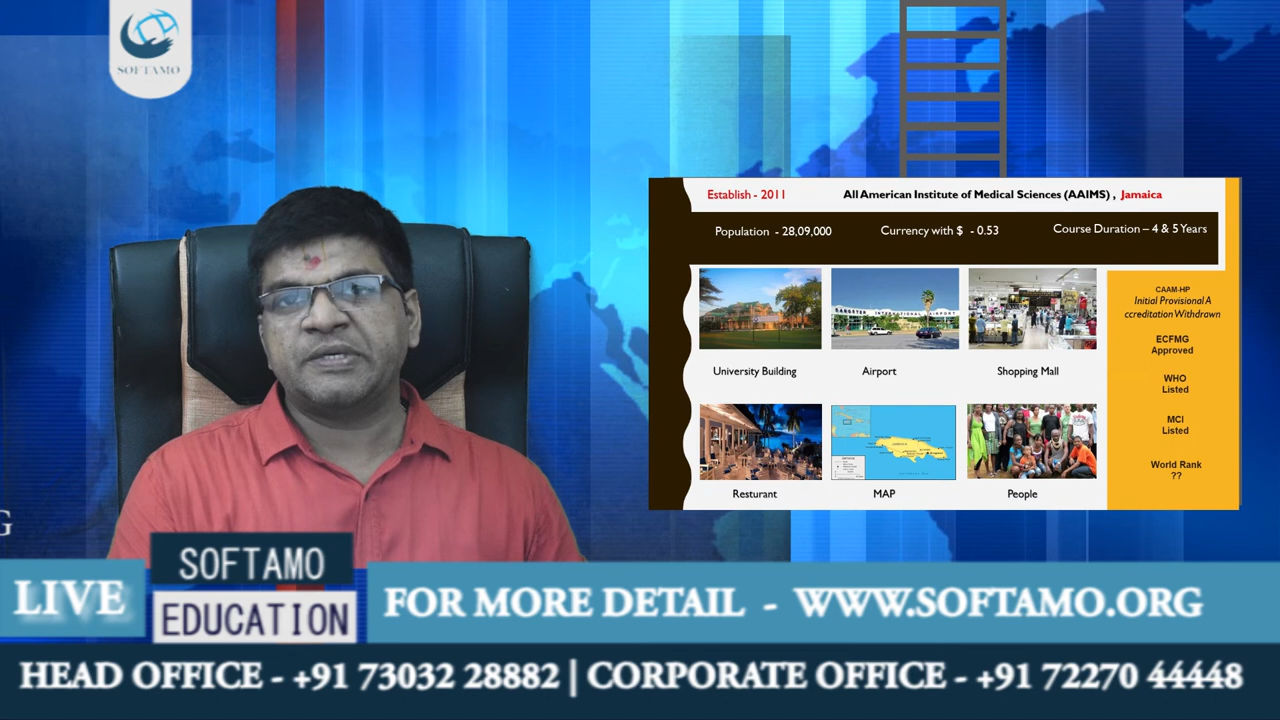 SOFTAMO
Establish - 2011
All American Institute of Medical Sciences (AAIMS) , Jamaica
Population - 28,09,000
Currency with $ - 0.53
Course Duration – 4 & 5 Years
SANGSTER INTERNATIONAL AIRPORT
University Building
Airport
Shopping Mall
Resturant
MAP
People
CAAM-HP
Initial Provisional A
ccreditation Withdrawn
ECFMG
Approved
WHO
Listed
MCI
Listed
World Rank
??
G
LIVE
SOFTAMO
EDUCATION
FOR MORE DETAIL - WWW.SOFTAMO.ORG
HEAD OFFICE - +91 73032 28882 | CORPORATE OFFICE - +91 72270 44448